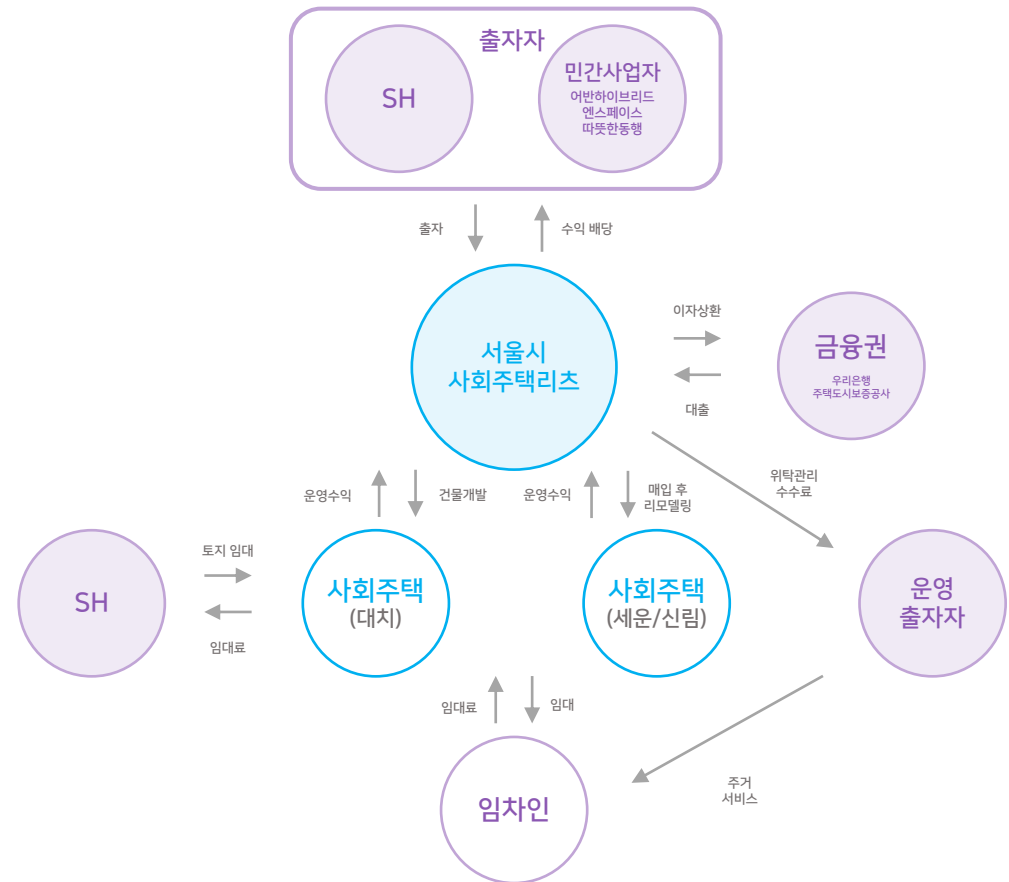 출자자
SH
민간사업자
어반하이브리드
엔스페이스
따뜻한동행
출자
수익 배당
서울시
사회주택리츠
이자상환
대출
금융권
우리은행
주택도시보증공사
위탁관리
수수료
운영수익
건물개발
운영수익
매입 후
리모델링
SH
토지 임대
임대료
사회주택
(대치)
사회주택
(세운/신림)
운영
출자자
임대료
임대
임차인
주거
서비스